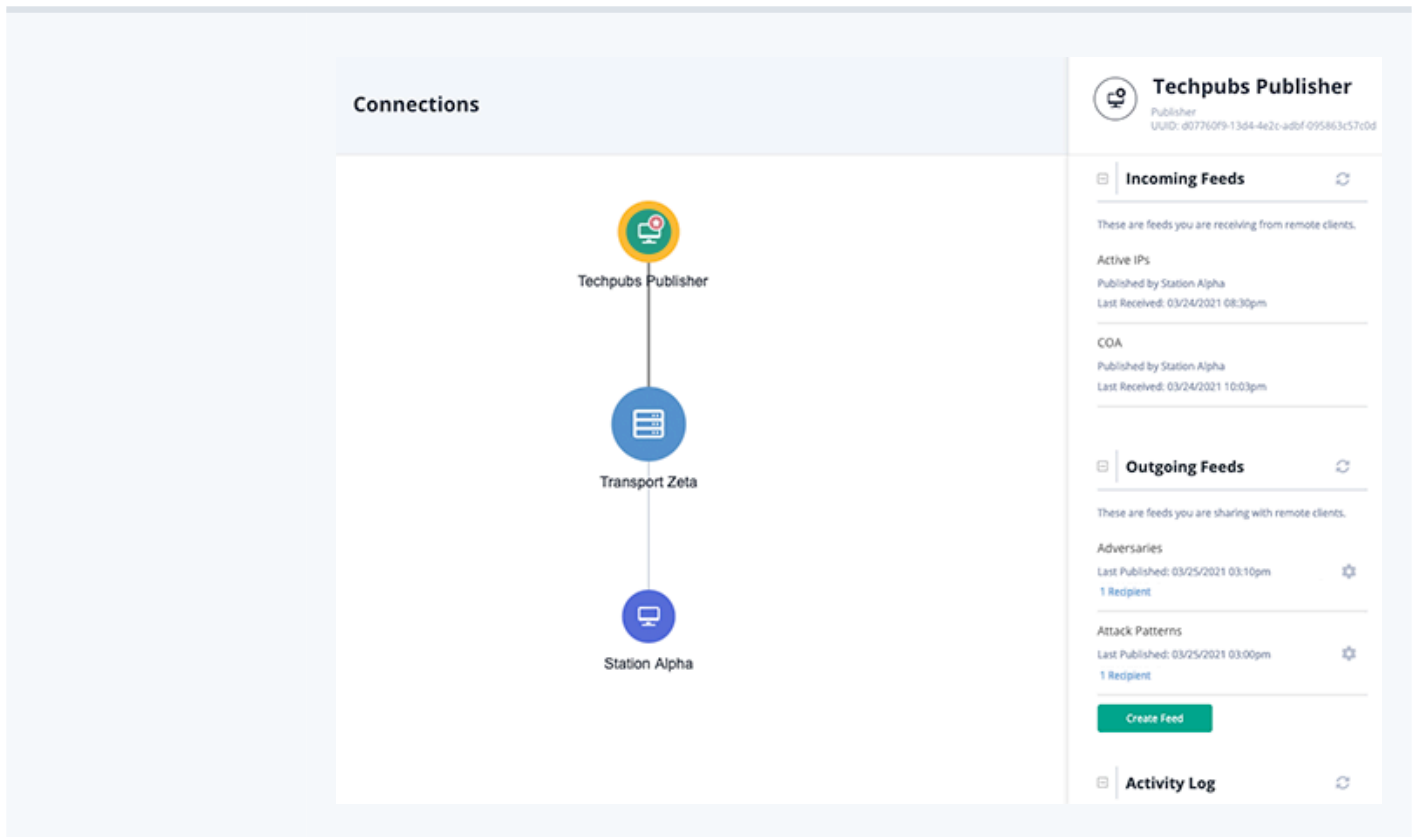 Connections
Techpubs Publisher
Transport Zeta
Station Alpha
Techpubs Publisher
Publisher
UUID: d07760f9-13d4-4e2c-adbf-095863c57c0d
Incoming Feeds
These are feeds you are receiving from remote clients.
Active IPs
Published by Station Alpha
Last Received: 03/24/2021 08:30pm
COA
Published by Station Alpha
Last Received: 03/24/2021 10:03pm
Outgoing Feeds
These are feeds you are sharing with remote clients.
Adversaries
Last Published: 03/25/2021 03:10pm
1 Recipient
Attack Patterns
Last Published: 03/25/2021 03:00pm
1 Recipient
Create Feed
Activity Log